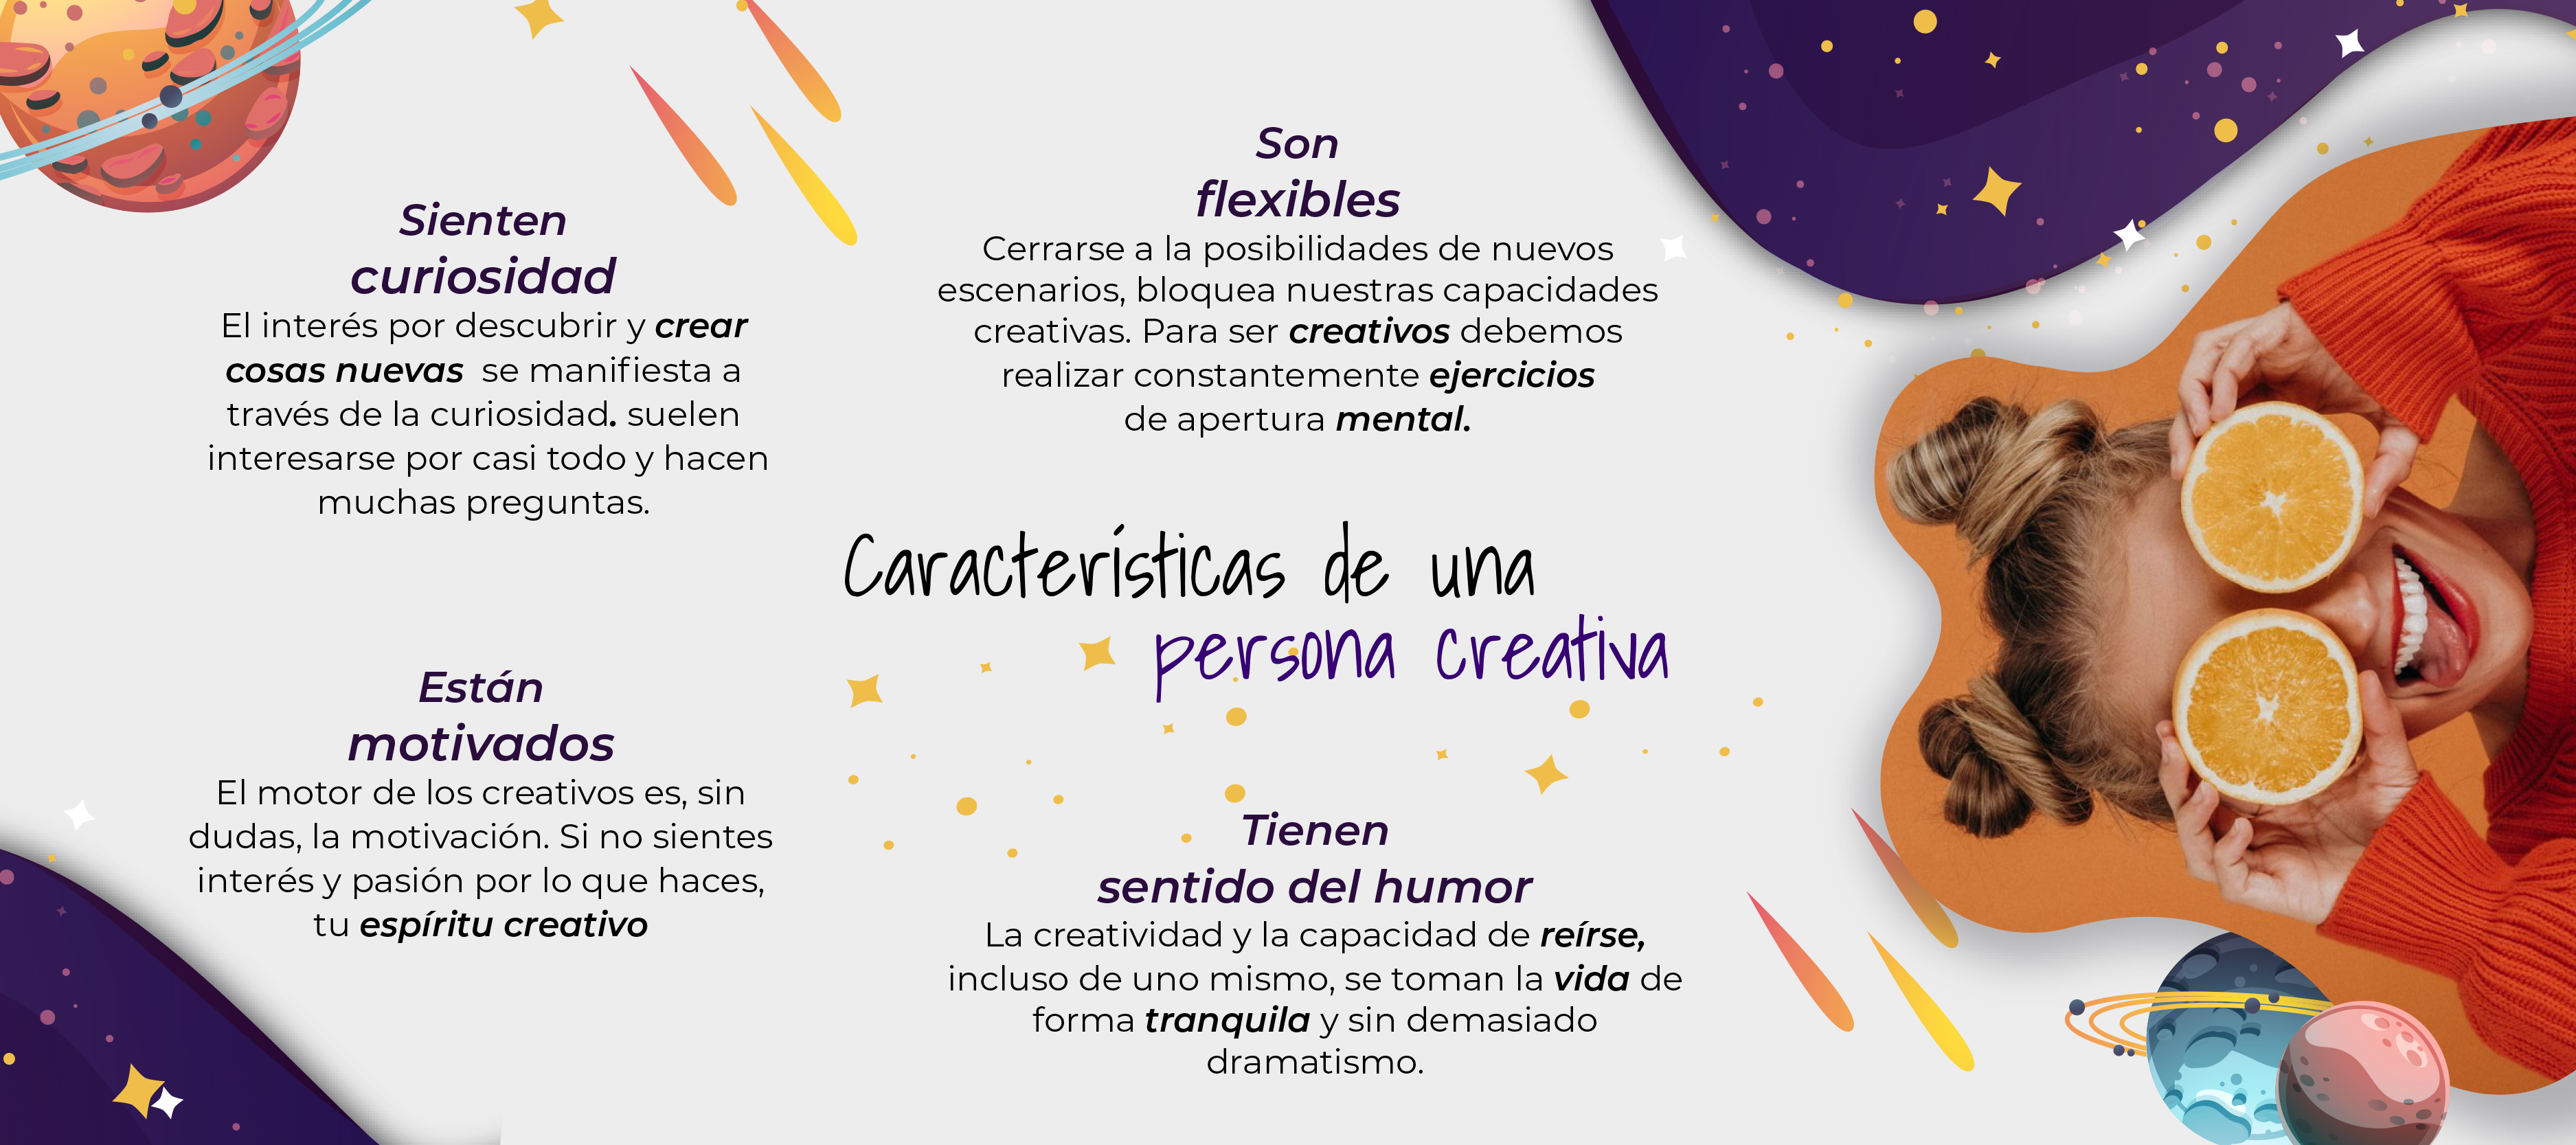 Sienten
curiosidad
El interés por descubrir y crear
cosas nuevas se manifiesta a
través de la curiosidad. suelen
interesarse por casi todo y hacen
muchas preguntas.
Son
flexibles
Cerrarse a la posibilidades de nuevos
escenarios, bloquea nuestras capacidades
creativas. Para ser creativos debemos
realizar constantemente ejercicios
de apertura mental.
Características de una
persona creativa
Están
motivados
El motor de los creativos es, sin
dudas, la motivación. Si no sientes
interés y pasión por lo que haces,
tu espíritu creativo
Tienen
sentido del humor
La creatividad y la capacidad de reírse,
incluso de uno mismo, se toman la vida de
forma tranquila y sin demasiado
dramatismo.